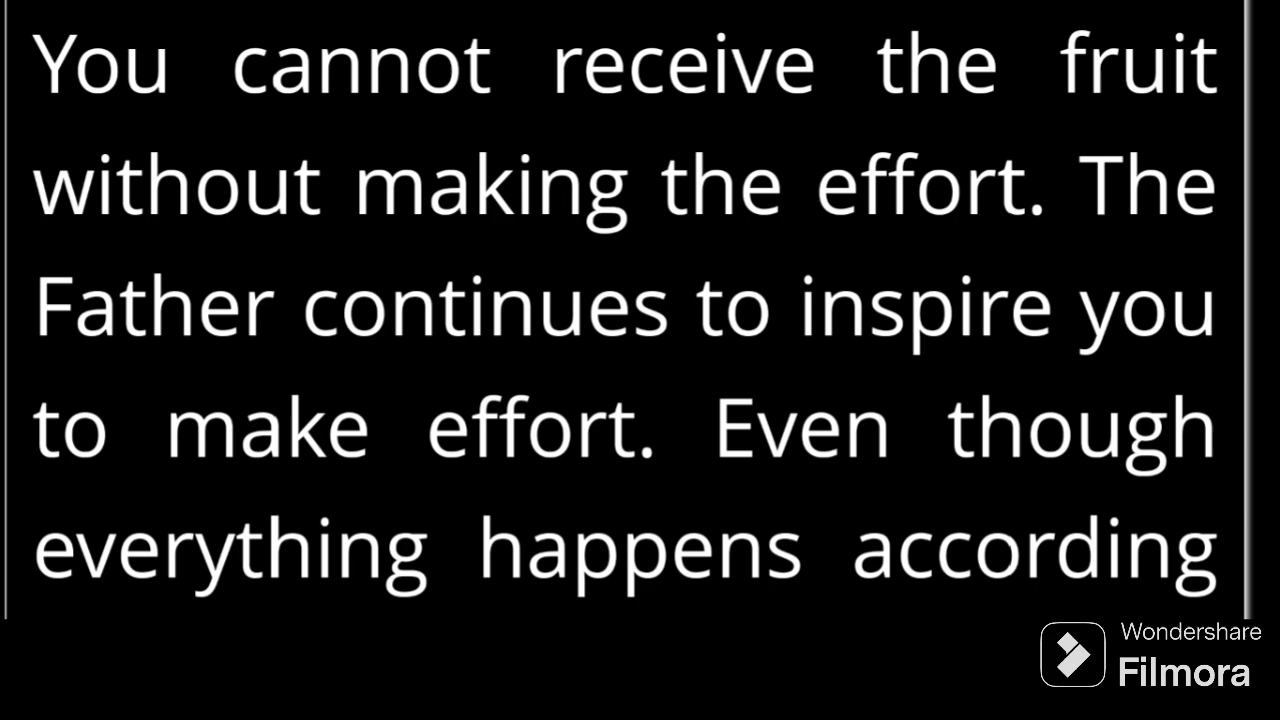 You cannot receive the fruit
without making the effort. The
Father continues to inspire you
to make effort. Even though
everything happens according
Wondershare
Filmora